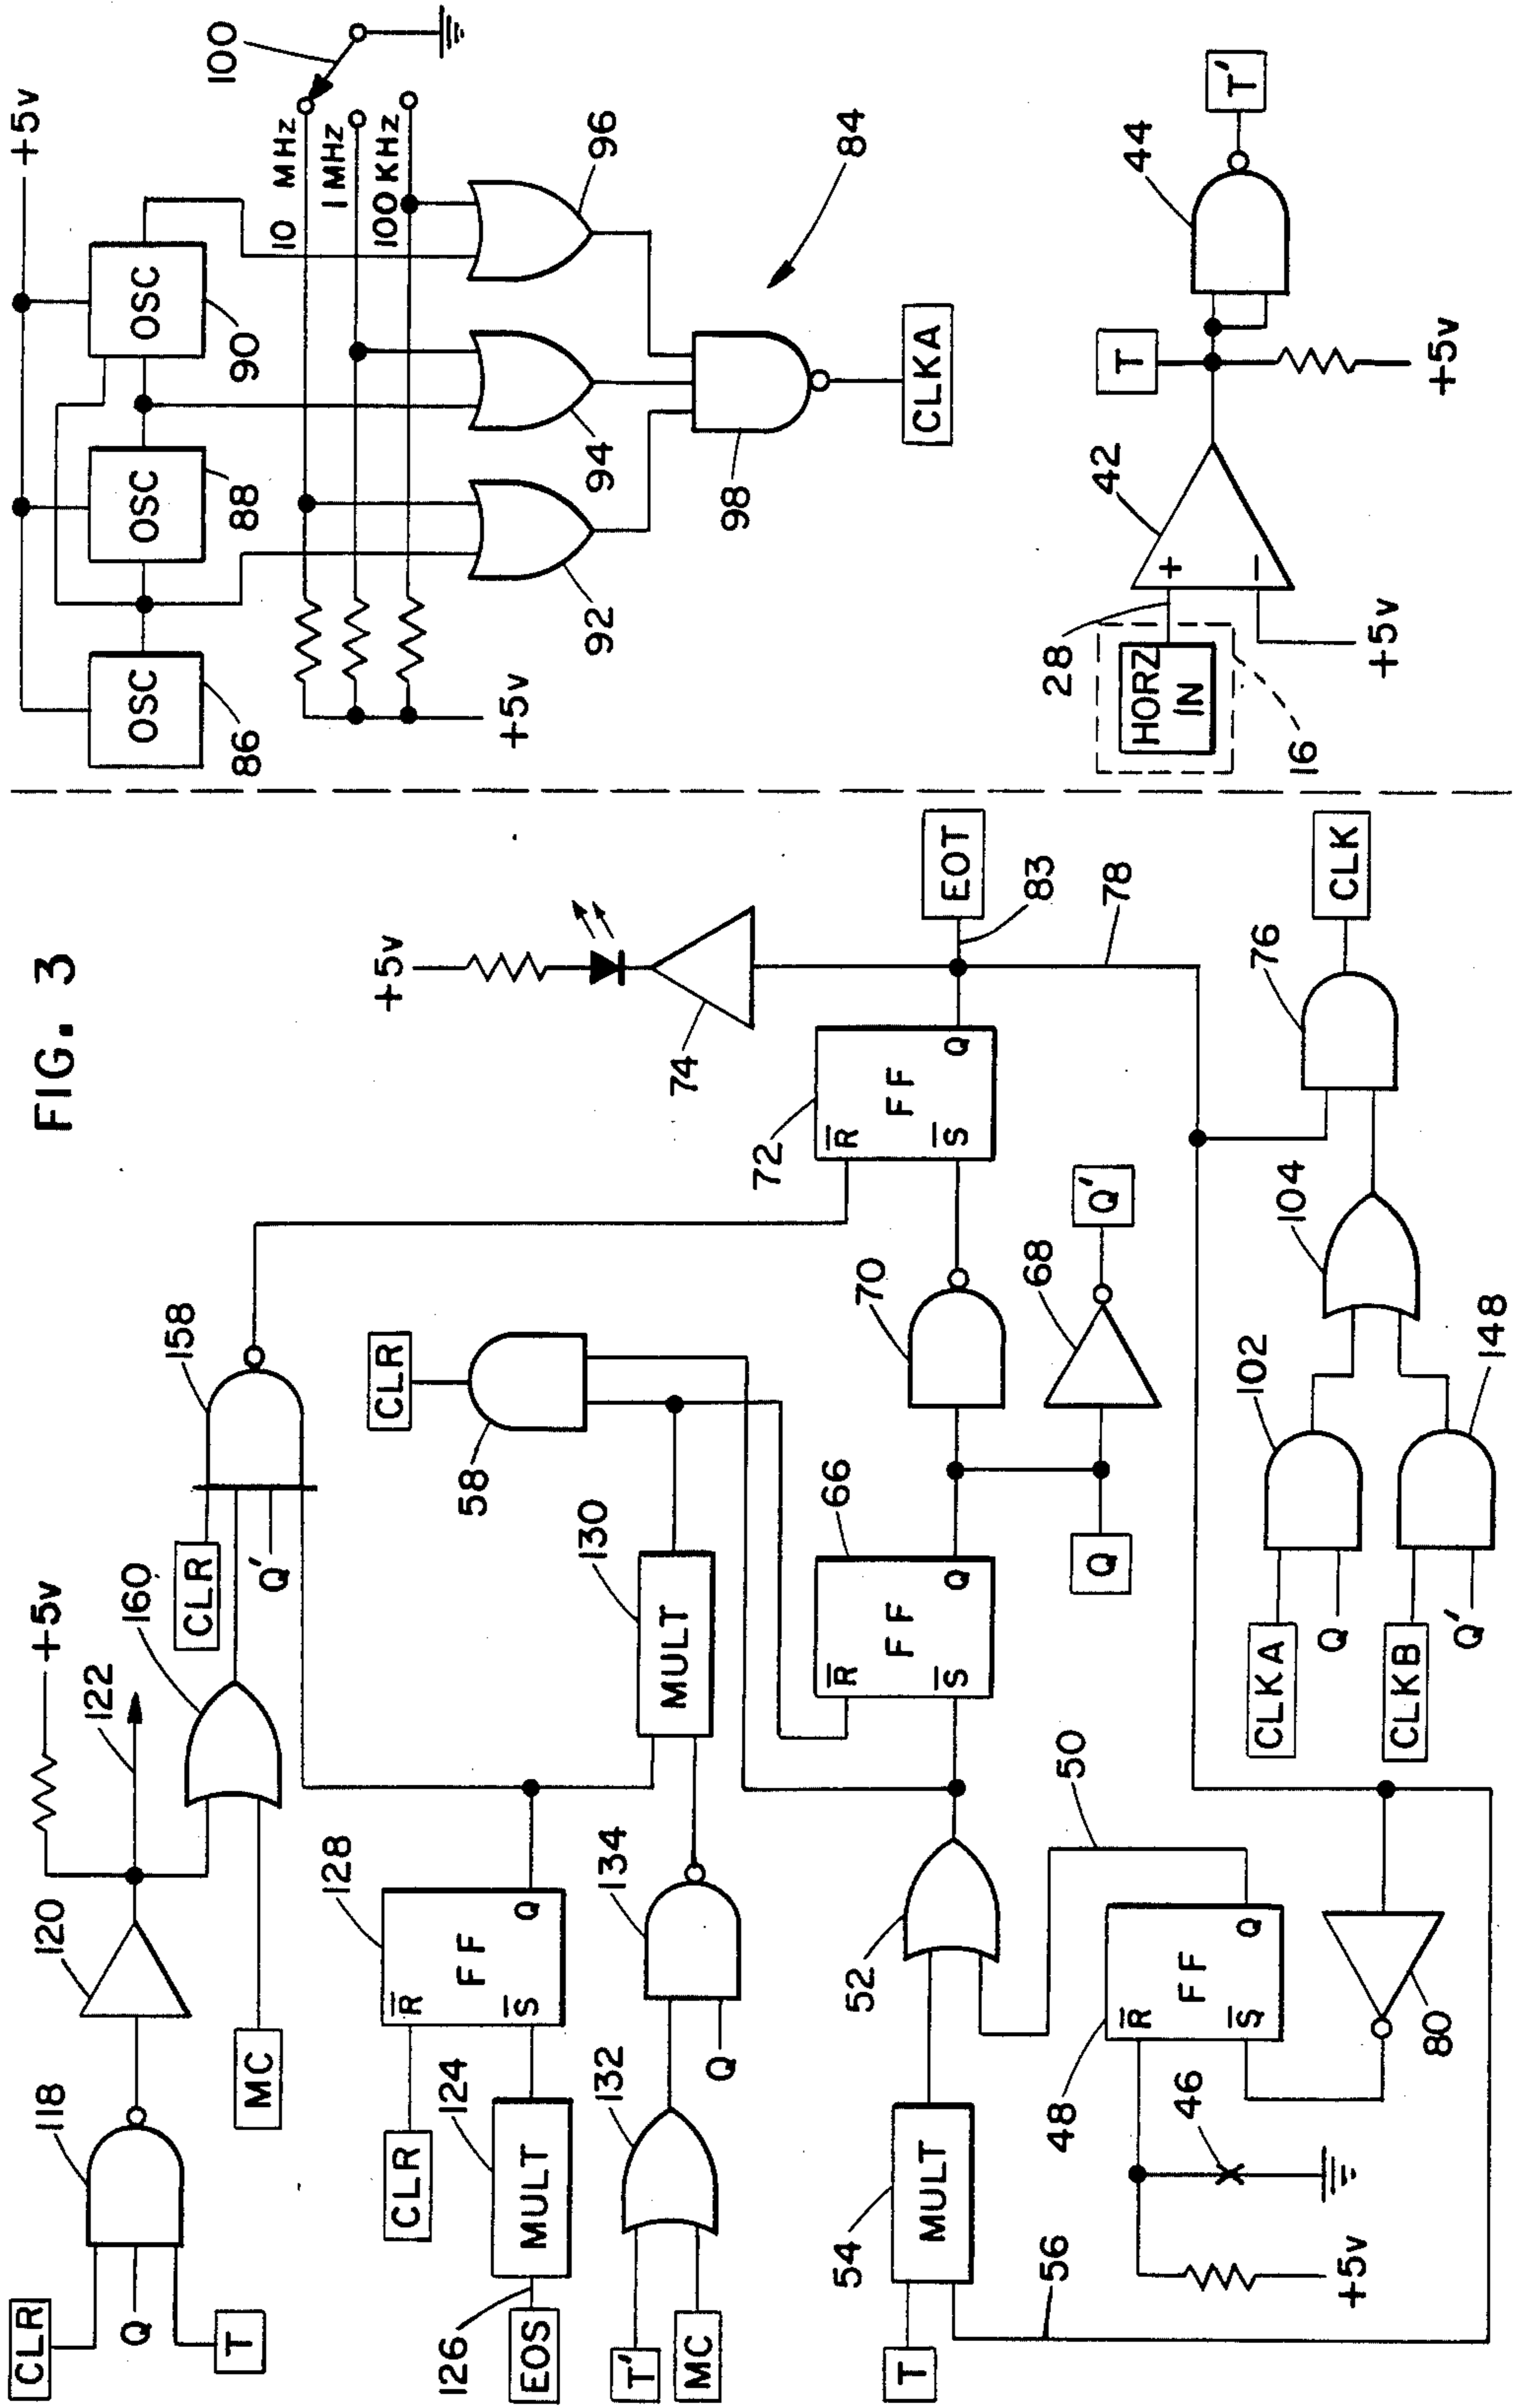 FIG. 3
CLR
Q
T
118
120
+5v
122
MC
160
CLR
Q'
158
EOS
126
CLR
MULT
124
R
S
FF
Q
128
T'
MC
132
Q
134
MULT
130
CLR
58
T
MULT
54
56
52
50
R
S
FF
Q
48
46
+5v
80
R
S
FF
Q
66
Q
Q'
68
70
R
S
FF
Q
72
74
+5v
EOT
83
78
CLKA
Q
102
CLKB
Q'
148
104
76
CLK
+5v
OSC
86
OSC
88
OSC
90
10 MHz
1 MHz
100 KHz
100
+5v
92
94
96
98
CLKA
84
HORZ
IN
28
16
+
−
+5v
42
T
+5v
44
T'